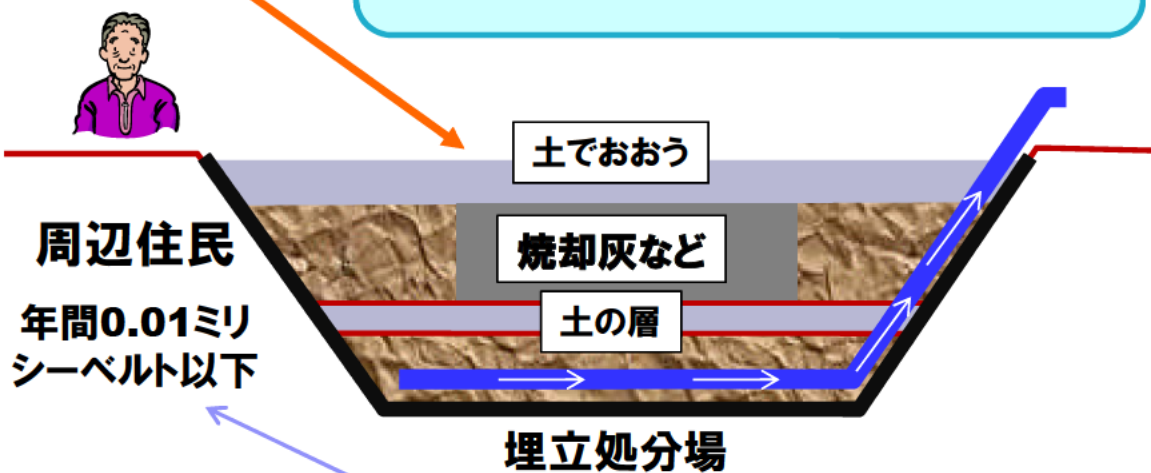 土でおおう
周辺住民
焼却灰など
年間0.01ミリ
シーベルト以下
土の層
埋立処分場